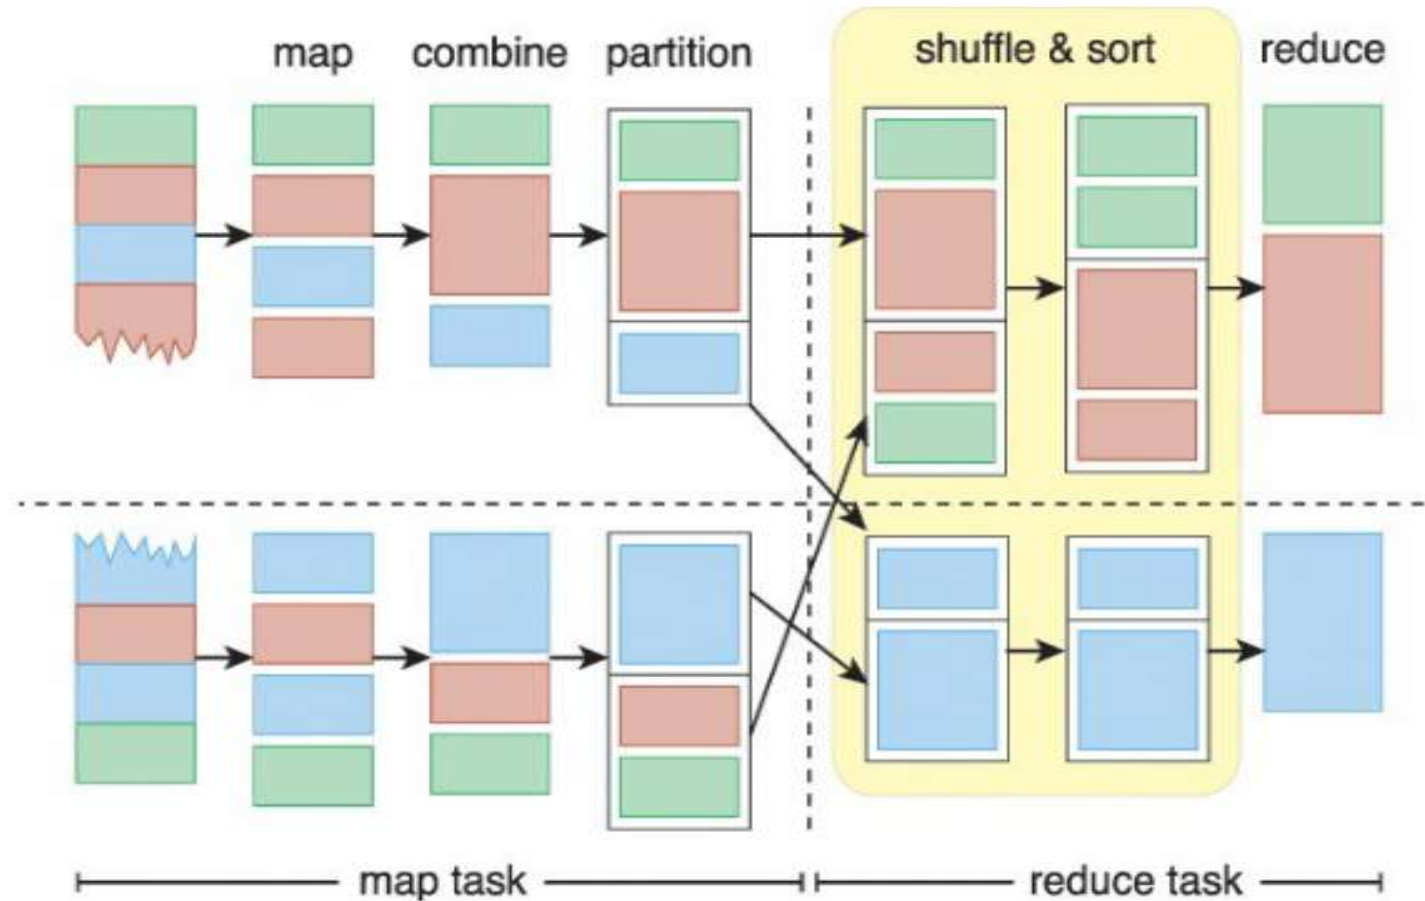 map combine partition shuffle & sort reduce
map task reduce task